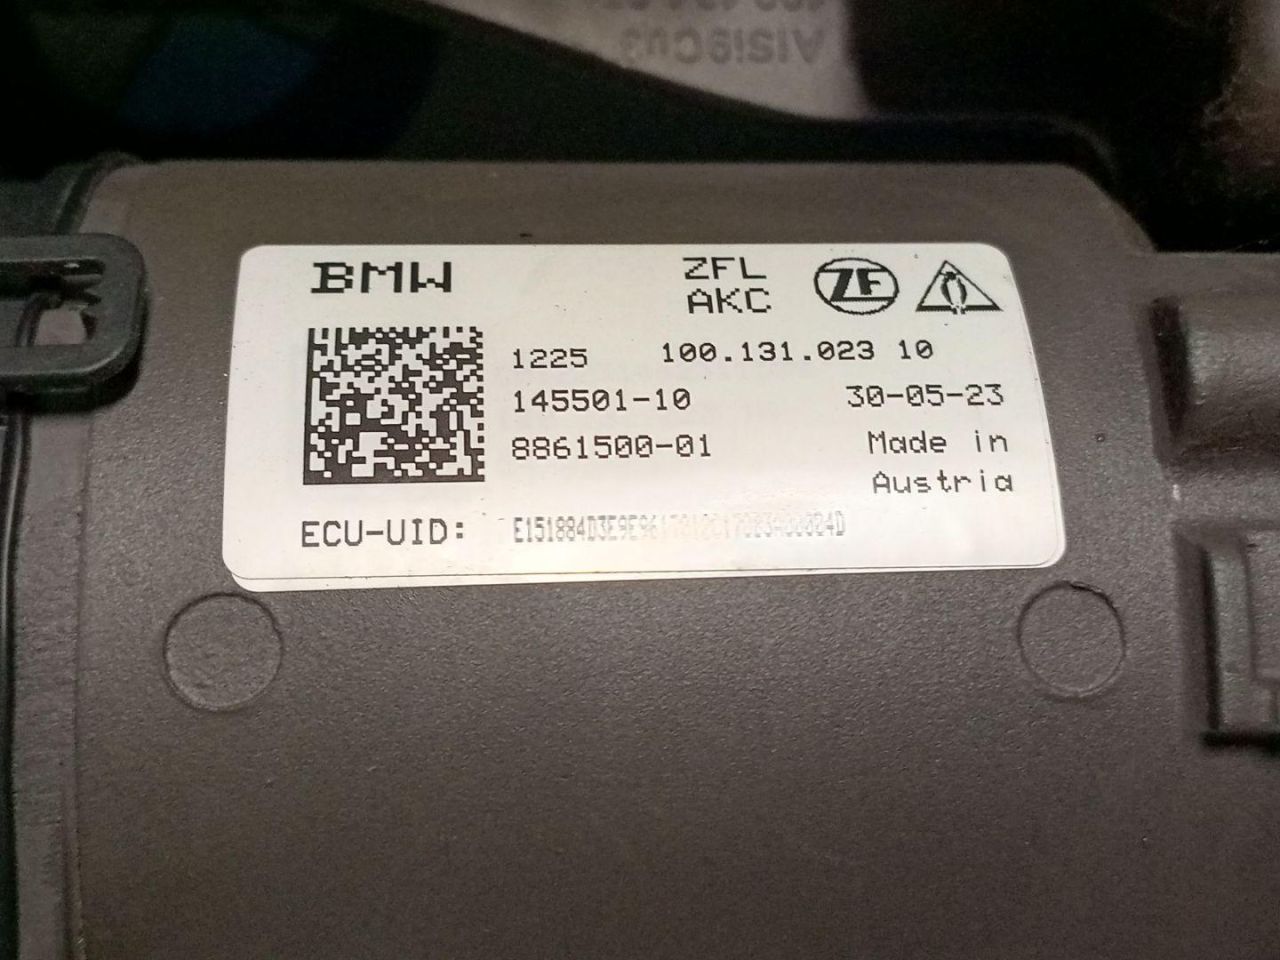 BMW
ZFL
AKC
ZF
1225
100.131.023 10
145501-10
30-05-23
8861500-01
Made in
Austria
ECU-UID: